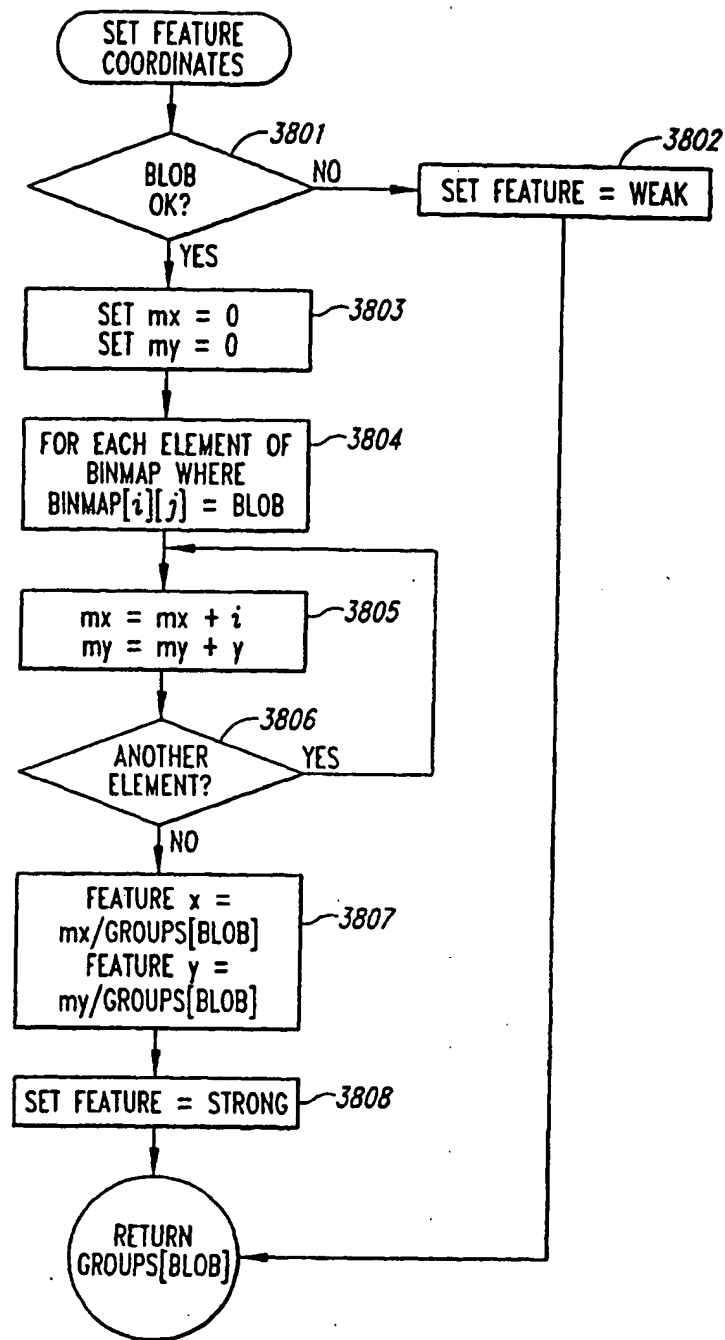 SET FEATURE
COORDINATES
3801
BLOB
OK?
NO
3802
SET FEATURE = WEAK
YES
SET mx = 0
SET my = 0
3803
FOR EACH ELEMENT OF
BINMAP WHERE
BINMAP[i][j] = BLOB
3804
mx = mx + i
my = my + y
3805
3806
ANOTHER
ELEMENT?
YES
NO
FEATURE x =
mx/GROUPS[BLOB]
FEATURE y =
my/GROUPS[BLOB]
3807
SET FEATURE = STRONG
3808
RETURN
GROUPS[BLOB]